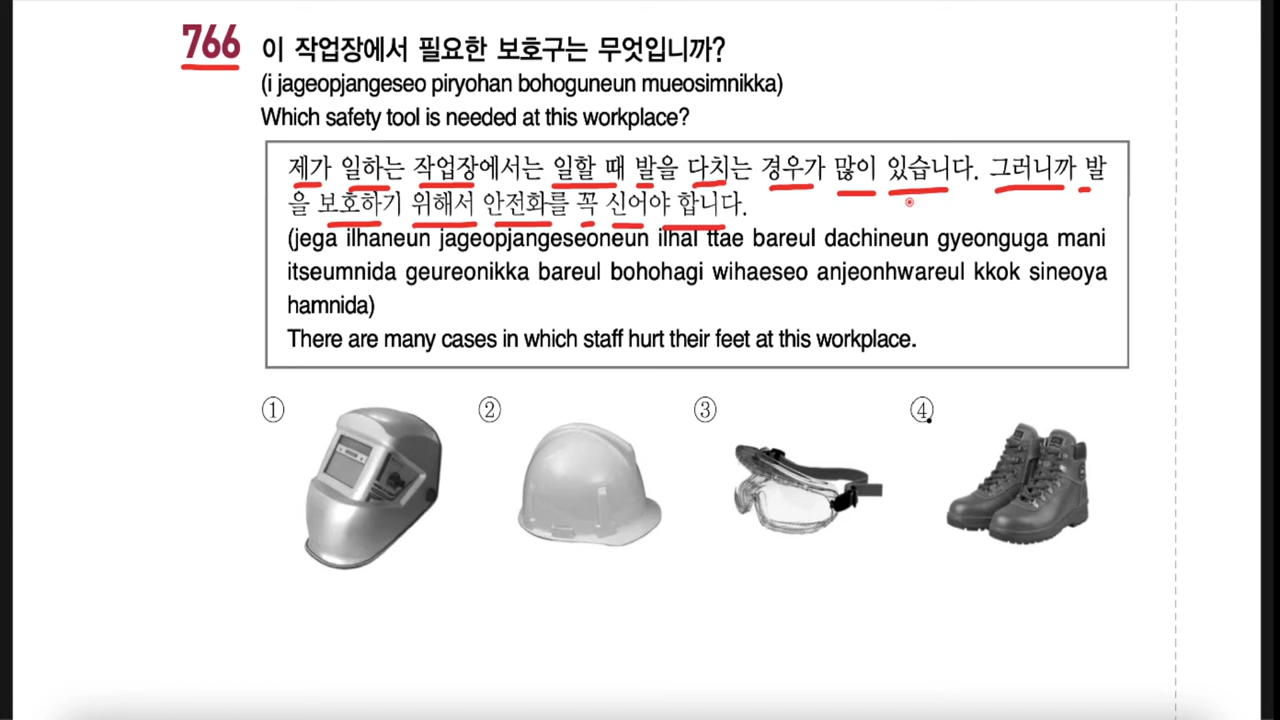 766 이 작업장에서 필요한 보호구는 무엇입니까?
(i jageopjangeseo piryohan bohoguneun mueosimnikka)
Which safety tool is needed at this workplace?
제가 일하는 작업장에서는 일할 때 발을 다치는 경우가 많이 있습니다. 그러니까 발
을 보호하기 위해서 안전화를 꼭 신어야 합니다.
(jega ilhaneun jageopjangeseoneun ilhal ttae bareul dachineun gyeonguga mani
itseumnida geureonikka bareul bohohagi wihaeseo anjeonhwareul kkok sineoya
hamnida)
There are many cases in which staff hurt their feet at this workplace.
① ② ③ ④